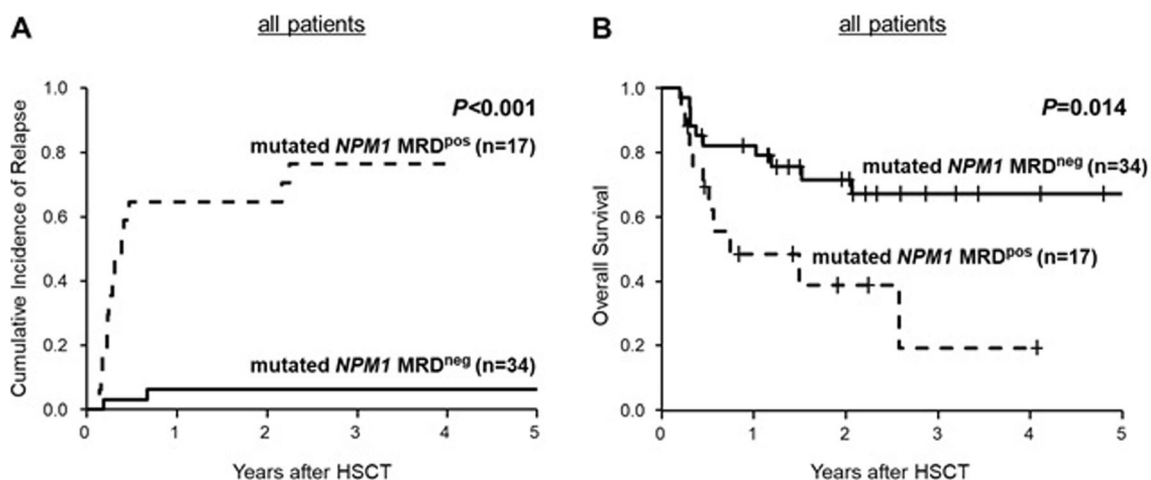 A
all patients
P<0.001
mutated NPM1 MRDpos (n=17)
mutated NPM1 MRDneg (n=34)
Cumulative Incidence of Relapse
1.0
0.8
0.6
0.4
0.2
0.0
0 1 2 3 4 5
Years after HSCT
B
all patients
P=0.014
mutated NPM1 MRDneg (n=34)
mutated NPM1 MRDpos (n=17)
Overall Survival
1.0
0.8
0.6
0.4
0.2
0.0
0 1 2 3 4 5
Years after HSCT